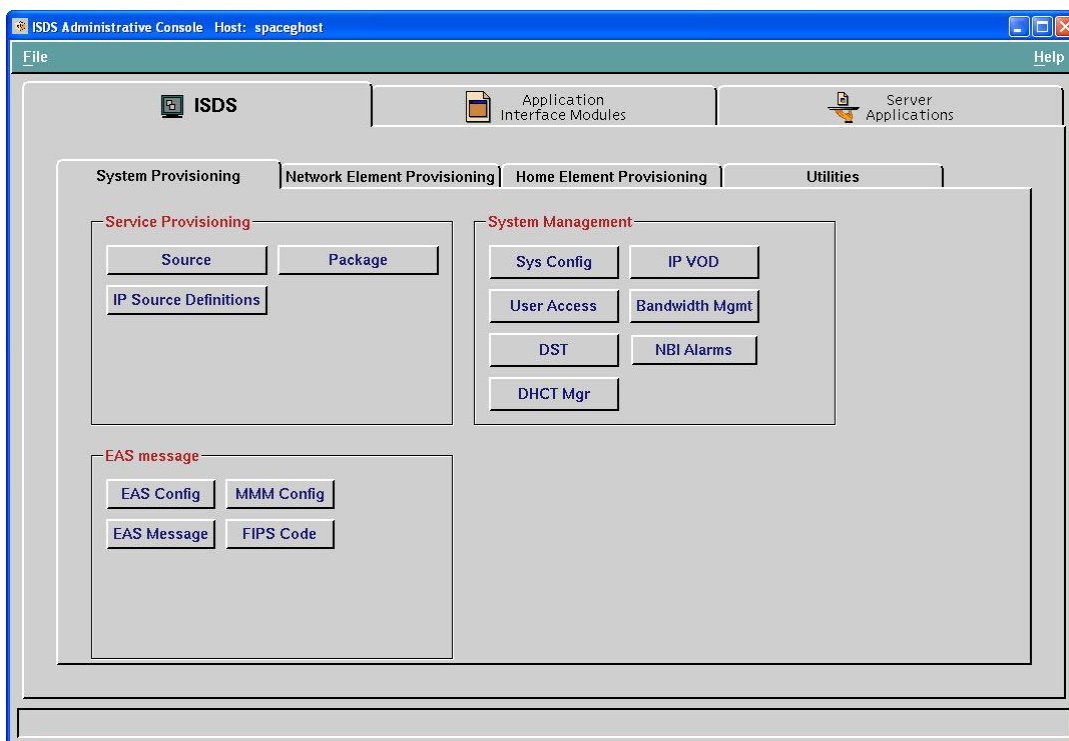 ISDS Administrative Console Host: spaceghost
File Help
ISDS
Application
Interface Modules
Server
Applications
System Provisioning Network Element Provisioning Home Element Provisioning Utilities
Service Provisioning
Source Package
IP Source Definitions
System Management
Sys Config IP VOD
User Access Bandwidth Mgmt
DST NBI Alarms
DHCT Mgr
EAS message
EAS Config MMM Config
EAS Message FIPS Code